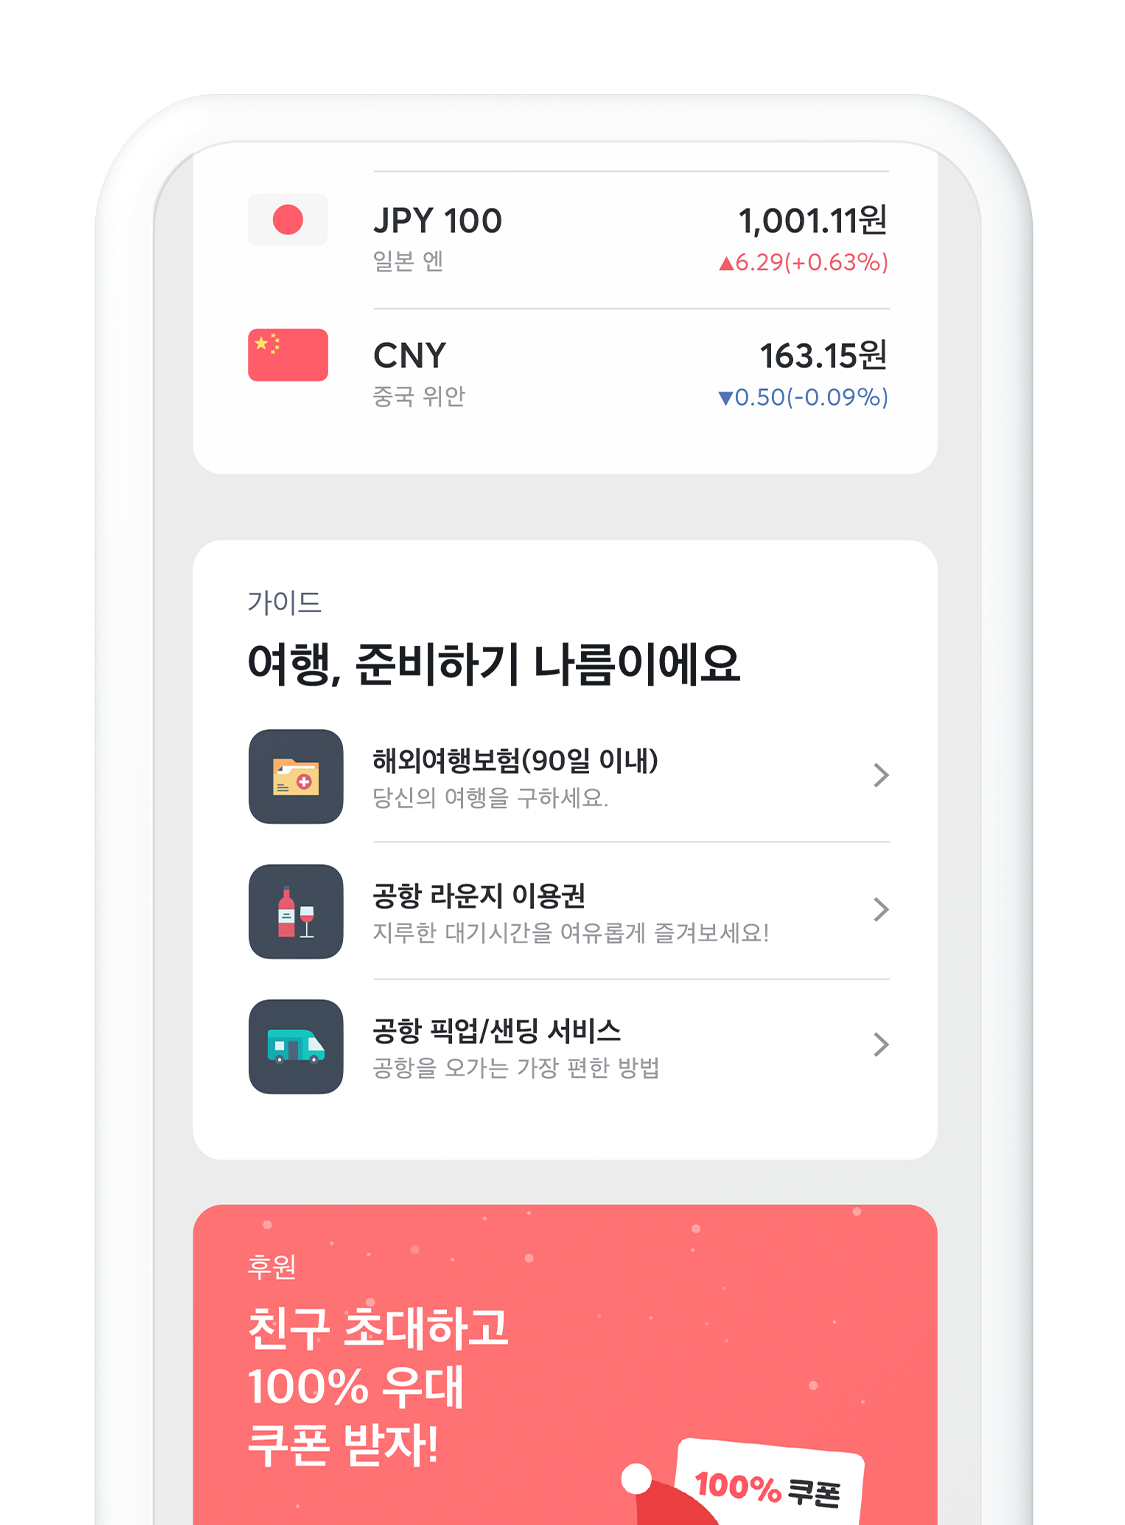 JPY 100
1,001.11원
일본 엔
▲6.29(+0.63%)
CNY
163.15원
중국 위안
▼0.50(-0.09%)
가이드
여행, 준비하기 나름이에요
해외여행보험(90일 이내)
당신의 여행을 구하세요.
공항 라운지 이용권
지루한 대기시간을 여유롭게 즐겨보세요!
공항 픽업/샌딩 서비스
공항을 오가는 가장 편한 방법
후원
친구 초대하고
100% 우대
쿠폰 받자!
100% 쿠폰